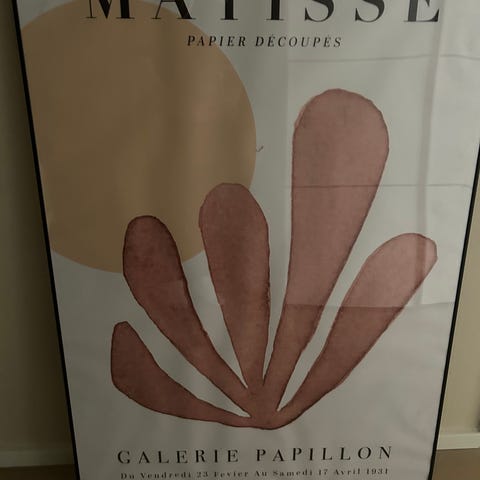 MATISSE
PAPIER DÉCOUPÉS
GALERIE PAPILLON
Du Vendredi 23 Fevier Au Samedi 17 Avril 1931